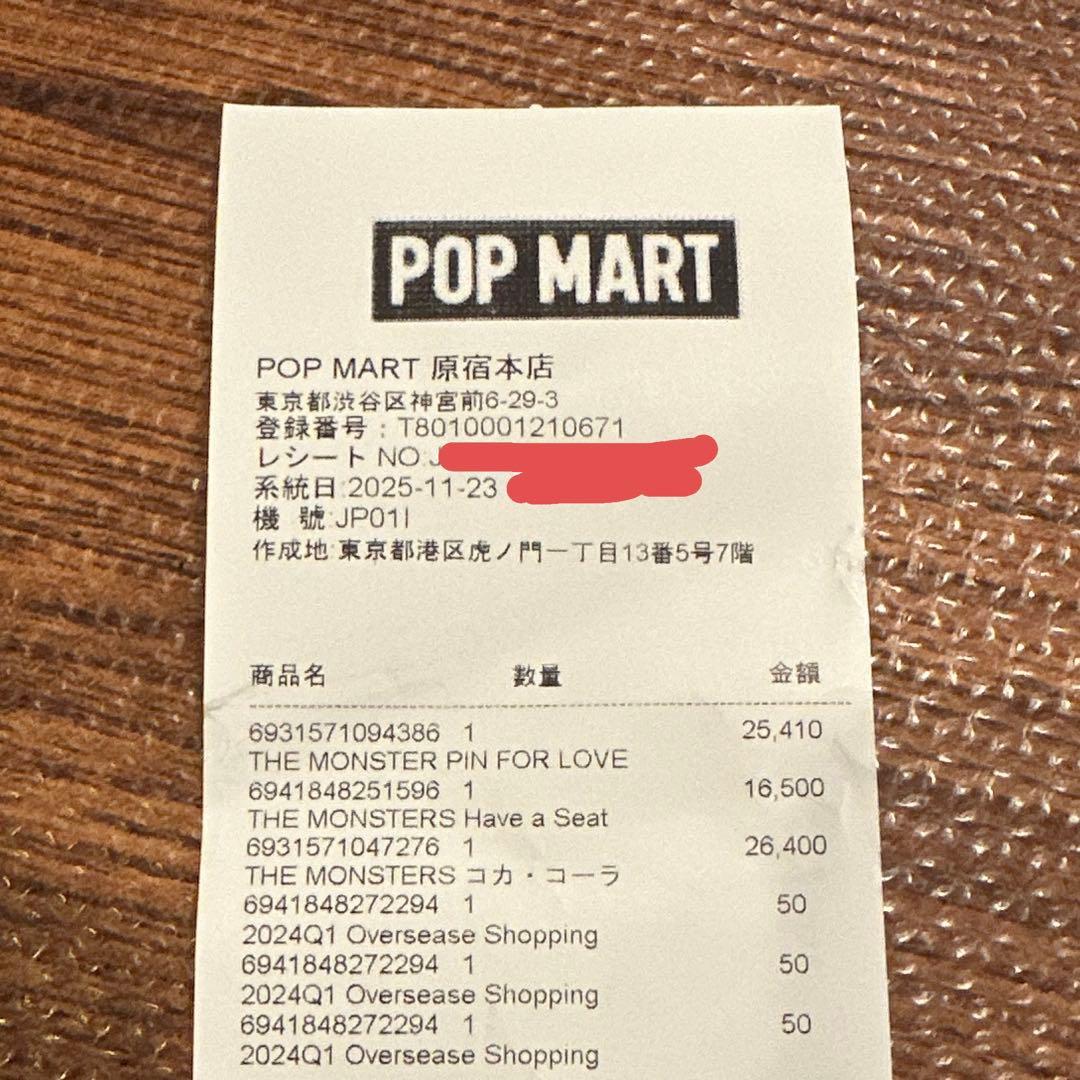 POP MART
POP MART 原宿本店
東京都渋谷区神宮前6-29-3
登録番号：T8010001210671
レシート NO.J
系統日:2025-11-23
機 號:JP01I
作成地:東京都港区虎ノ門一丁目13番5号7階
商品名 数量 金額
6931571094386 1 25,410
THE MONSTER PIN FOR LOVE
6941848251596 1 16,500
THE MONSTERS Have a Seat
6931571047276 1 26,400
THE MONSTERS コカ・コーラ
6941848272294 1 50
2024Q1 Oversease Shopping
6941848272294 1 50
2024Q1 Oversease Shopping
6941848272294 1 50
2024Q1 Oversease Shopping